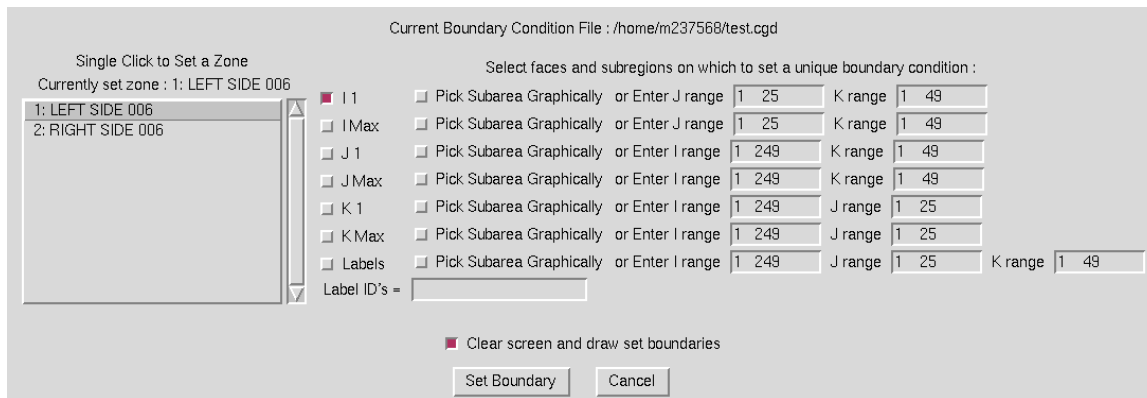 Current Boundary Condition File : /home/m237568/test.cgd
Single Click to Set a Zone
Currently set zone : 1: LEFT SIDE 006
1: LEFT SIDE 006
2: RIGHT SIDE 006
Select faces and subregions on which to set a unique boundary condition :
I 1 Pick Subarea Graphically or Enter J range 1 25 K range 1 49
I Max Pick Subarea Graphically or Enter J range 1 25 K range 1 49
J 1 Pick Subarea Graphically or Enter I range 1 249 K range 1 49
J Max Pick Subarea Graphically or Enter I range 1 249 K range 1 49
K 1 Pick Subarea Graphically or Enter I range 1 249 J range 1 25
K Max Pick Subarea Graphically or Enter I range 1 249 J range 1 25
Labels Pick Subarea Graphically or Enter I range 1 249 J range 1 25 K range 1 49
Label ID's =
Clear screen and draw set boundaries
Set Boundary Cancel